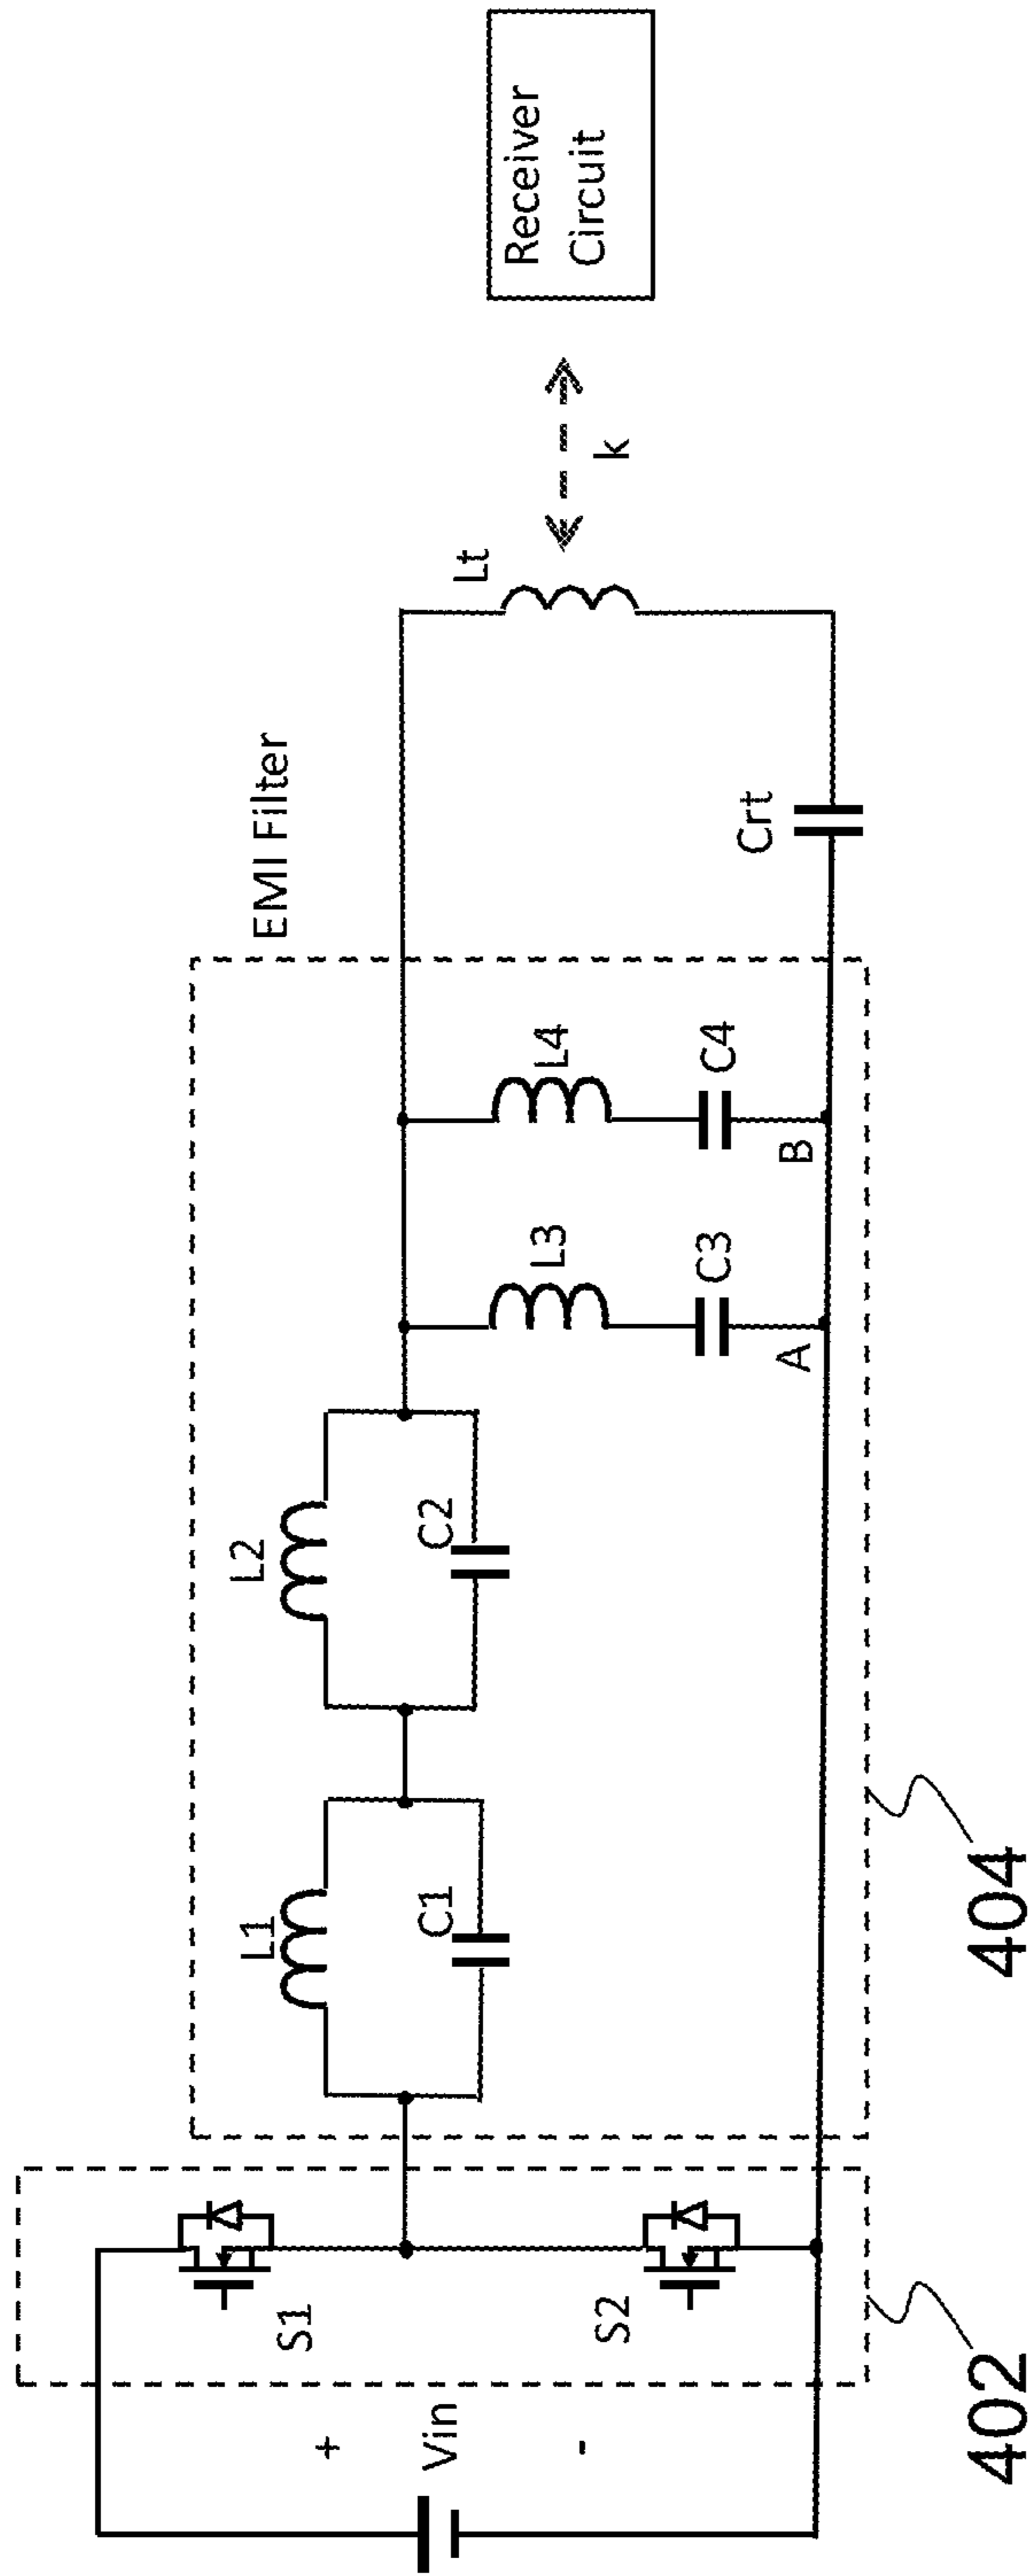 +
Vin
-
S1
S2
402
L1
C1
L2
C2
404
L3
C3
A
L4
C4
B
EMI Filter
Crt
Lt
k
Receiver
Circuit